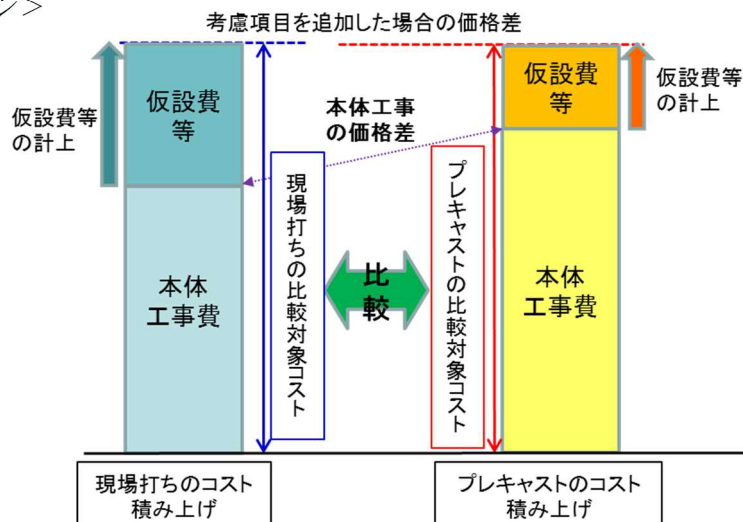 ジ＞
考慮項目を追加した場合の価格差
仮設費等
の計上
仮設費
等
本体工事
の価格差
仮設費
等
仮設費等
の計上
現場打ちの比較対象コスト
比較
プレキャストの比較対象コスト
本体
工事費
本体
工事費
現場打ちのコスト
積み上げ
プレキャストのコスト
積み上げ